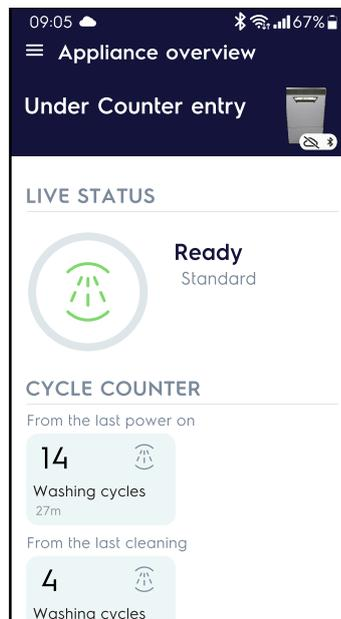 09:05 67%
Appliance overview
Under Counter entry
LIVE STATUS
Ready
Standard
CYCLE COUNTER
From the last power on
14
Washing cycles
27m
From the last cleaning
4
Washing cycles